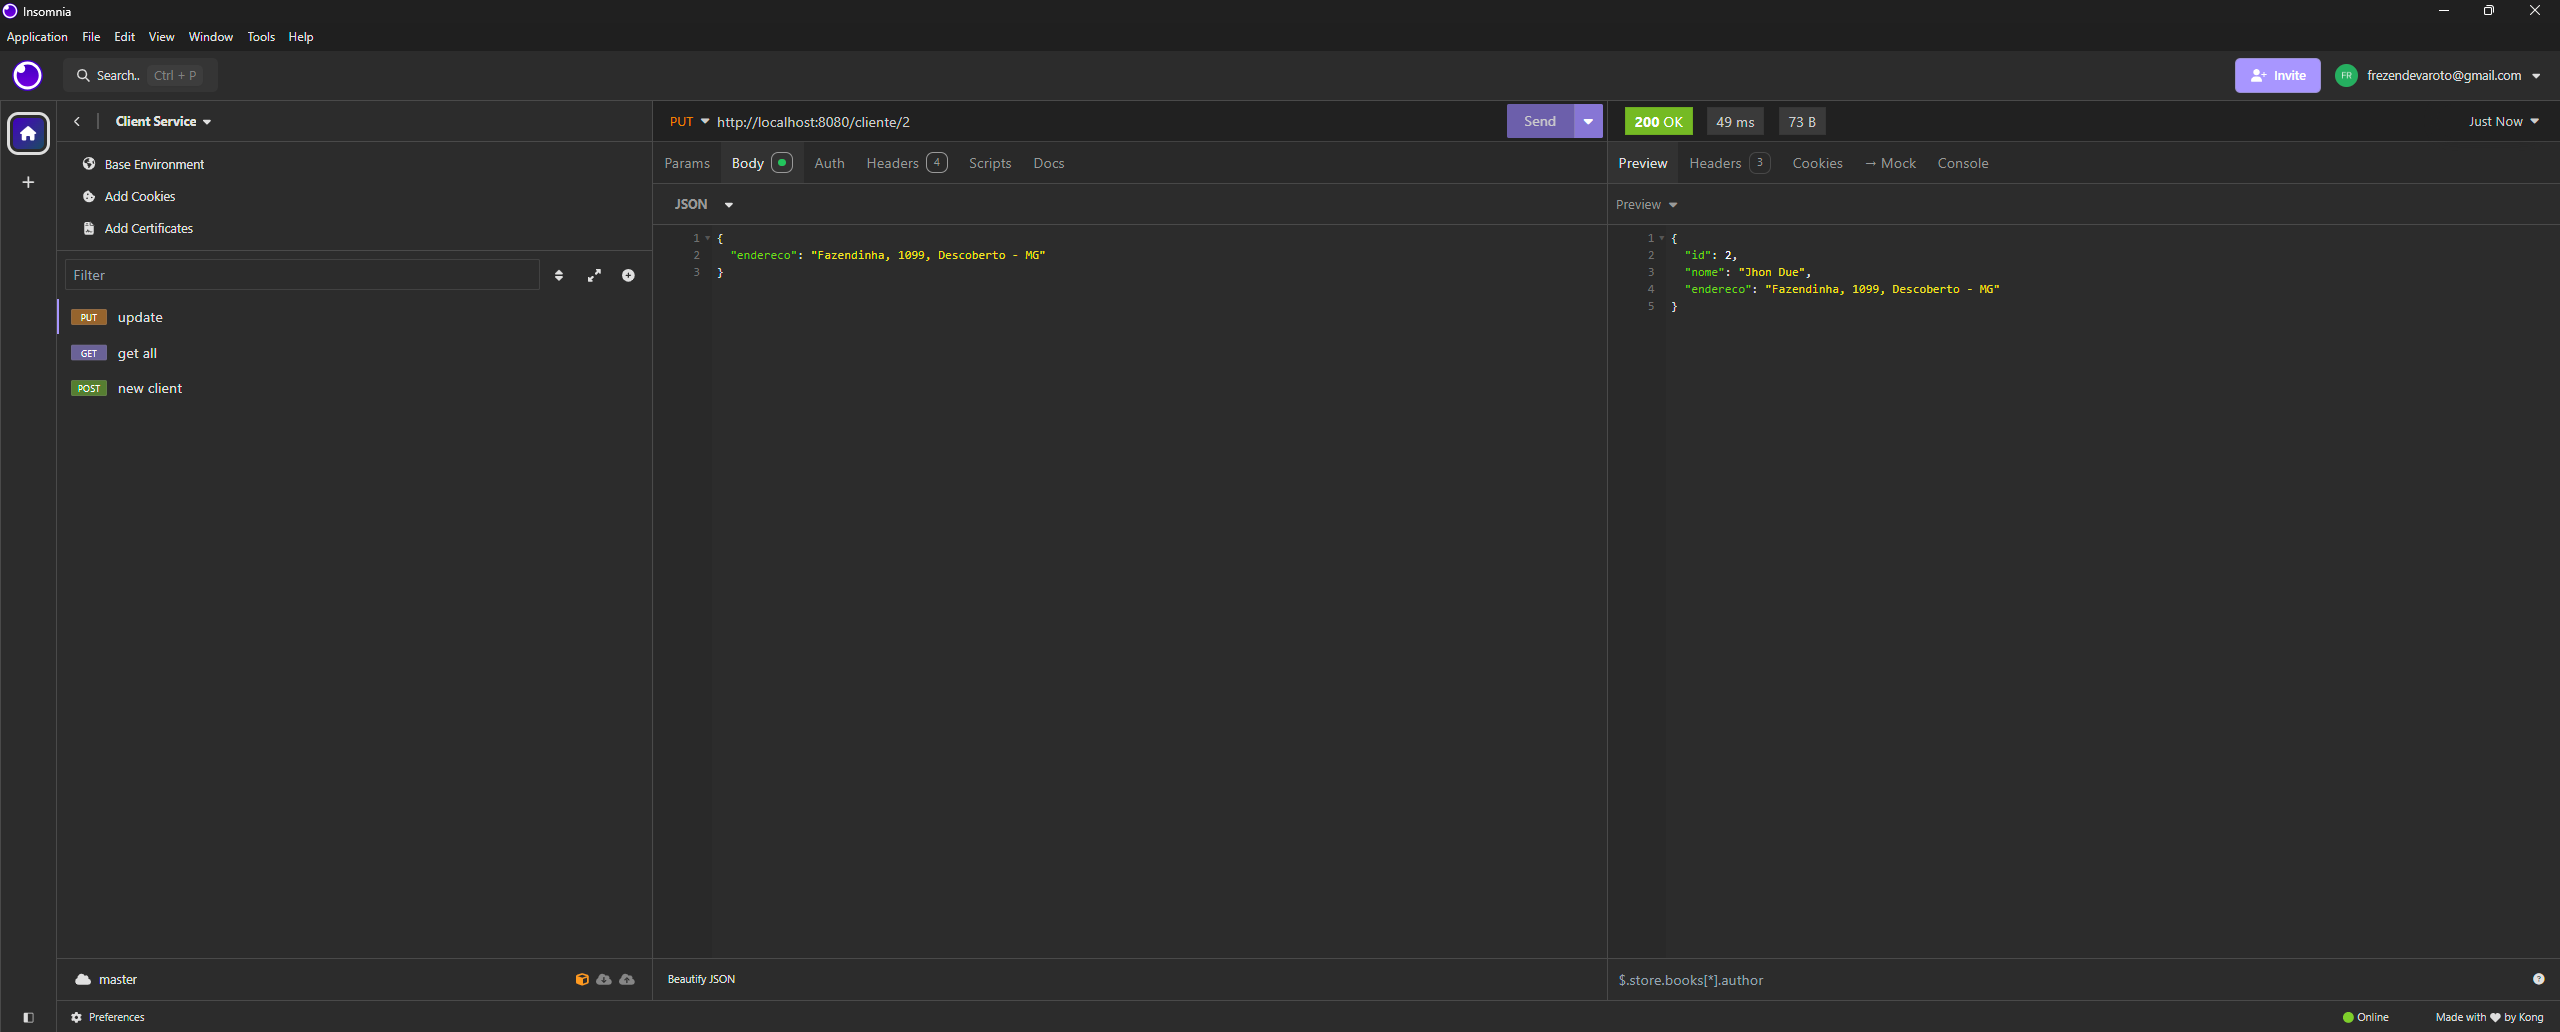 Insomnia
Application File Edit View Window Tools Help
Search.. Ctrl + P
Invite
FR frezendevaroto@gmail.com
Client Service
Base Environment
Add Cookies
Add Certificates
Filter
PUT update
GET get all
POST new client
master
Preferences
PUT http://localhost:8080/cliente/2 Send
Params Body Auth Headers 4 Scripts Docs
JSON
1 {
2 "endereco": "Fazendinha, 1099, Descoberto - MG"
3 }
Beautify JSON
200 OK 49 ms 73 B Just Now
Preview Headers 3 Cookies → Mock Console
Preview
1 {
2 "id": 2,
3 "nome": "Jhon Due",
4 "endereco": "Fazendinha, 1099, Descoberto - MG"
5 }
$.store.books[*].author
Online Made with ♥ by Kong